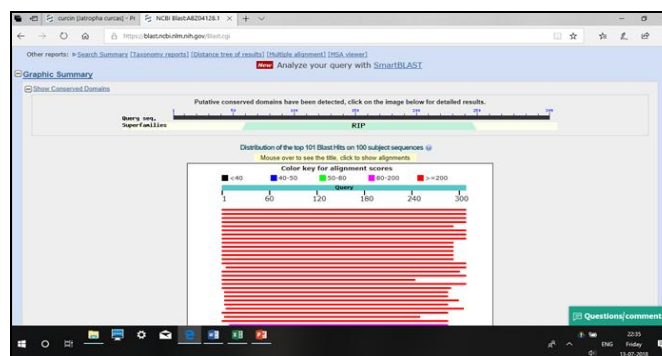 curcin [Jatropha curcas] - Pr
NCBI Blast:ABZ04128.1
https://blast.ncbi.nlm.nih.gov/Blast.cgi
Other reports: Search Summary [Taxonomy reports] [Distance tree of results] [Multiple alignment] [MSA viewer]
New Analyze your query with SmartBLAST
Graphic Summary
Show Conserved Domains
Putative conserved domains have been detected, click on the image below for detailed results.
Query seq.
Superfamilies RIP
Distribution of the top 101 Blast Hits on 100 subject sequences
Mouse over to see the title, click to show alignments
Color key for alignment scores
<40 40-50 50-80 80-200 >=200
Query
1 60 120 180 240 300
Questions/comment
22:35
ENG Friday
13-07-2018